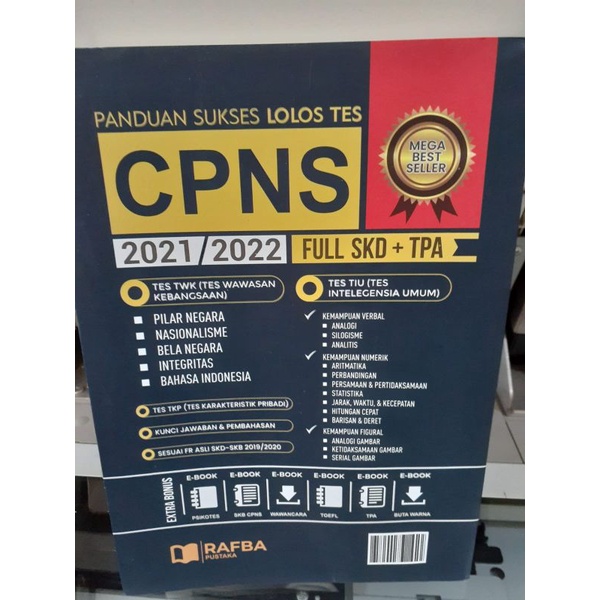 PANDUAN SUKSES LOLOS TES
CPNS
MEGA
BEST
SELLER
2021/2022
FULL SKD + TPA
TES TWK (TES WAWASAN
KEBANGSAAN)
PILAR NEGARA
NASIONALISME
BELA NEGARA
INTEGRITAS
BAHASA INDONESIA
TES TKP (TES KARAKTERISTIK PRIBADI)
KUNCI JAWABAN & PEMBAHASAN
SESUAI FR ASLI SKD-SKB 2019/2020
TES TIU (TES
INTELEGENSIA UMUM)
KEMAMPUAN VERBAL
ANALOGI
SILOGISME
ANALITIS
KEMAMPUAN NUMERIK
ARITMATIKA
PERBANDINGAN
PERSAMAAN & PERTIDAKSAMAAN
STATISTIKA
JARAK, WAKTU, & KECEPATAN
HITUNGAN CEPAT
BARISAN & DERET
KEMAMPUAN FIGURAL
ANALOGI GAMBAR
KETIDAKSAMAAN GAMBAR
SERIAL GAMBAR
EXTRA BONUS
E-BOOK
PSIKOTES
E-BOOK
SKB CPNS
E-BOOK
WAWANCARA
E-BOOK
TOEFL
E-BOOK
TPA
E-BOOK
BUTA WARNA
RAFBA
PUSTAKA